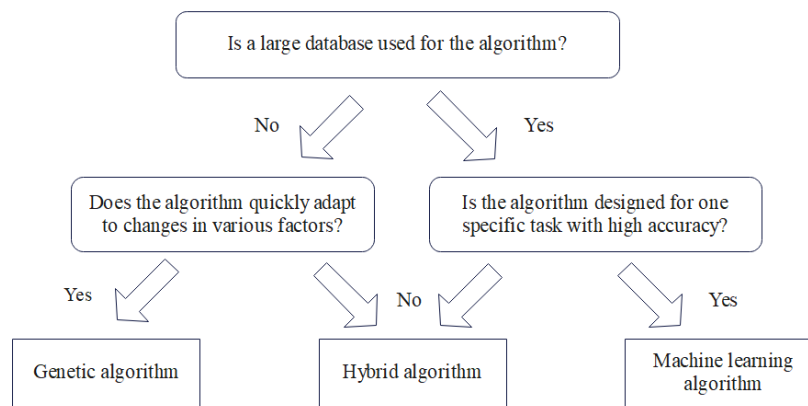 Is a large database used for the algorithm?
No
Yes
Does the algorithm quickly adapt
to changes in various factors?
Is the algorithm designed for one
specific task with high accuracy?
Yes
No
Yes
Genetic algorithm
Hybrid algorithm
Machine learning
algorithm